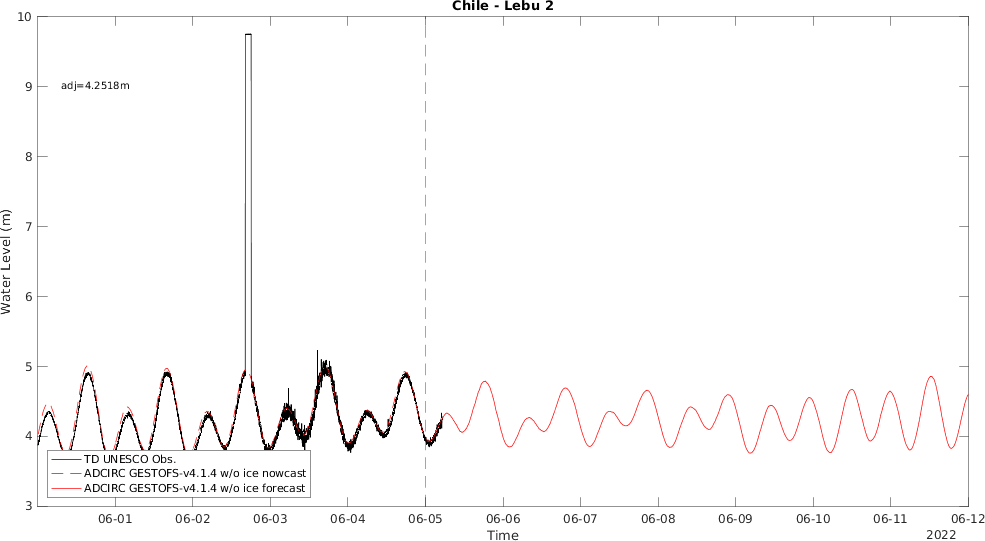 Chile - Lebu 2
10
9
8
7
6
5
4
3
Water Level (m)
adj=4.2518m
TD UNESCO Obs.
ADCIRC GESTOFS-v4.1.4 w/o ice nowcast
ADCIRC GESTOFS-v4.1.4 w/o ice forecast
06-01 06-02 06-03 06-04 06-05 06-06 06-07 06-08 06-09 06-10 06-11 06-12
Time
2022